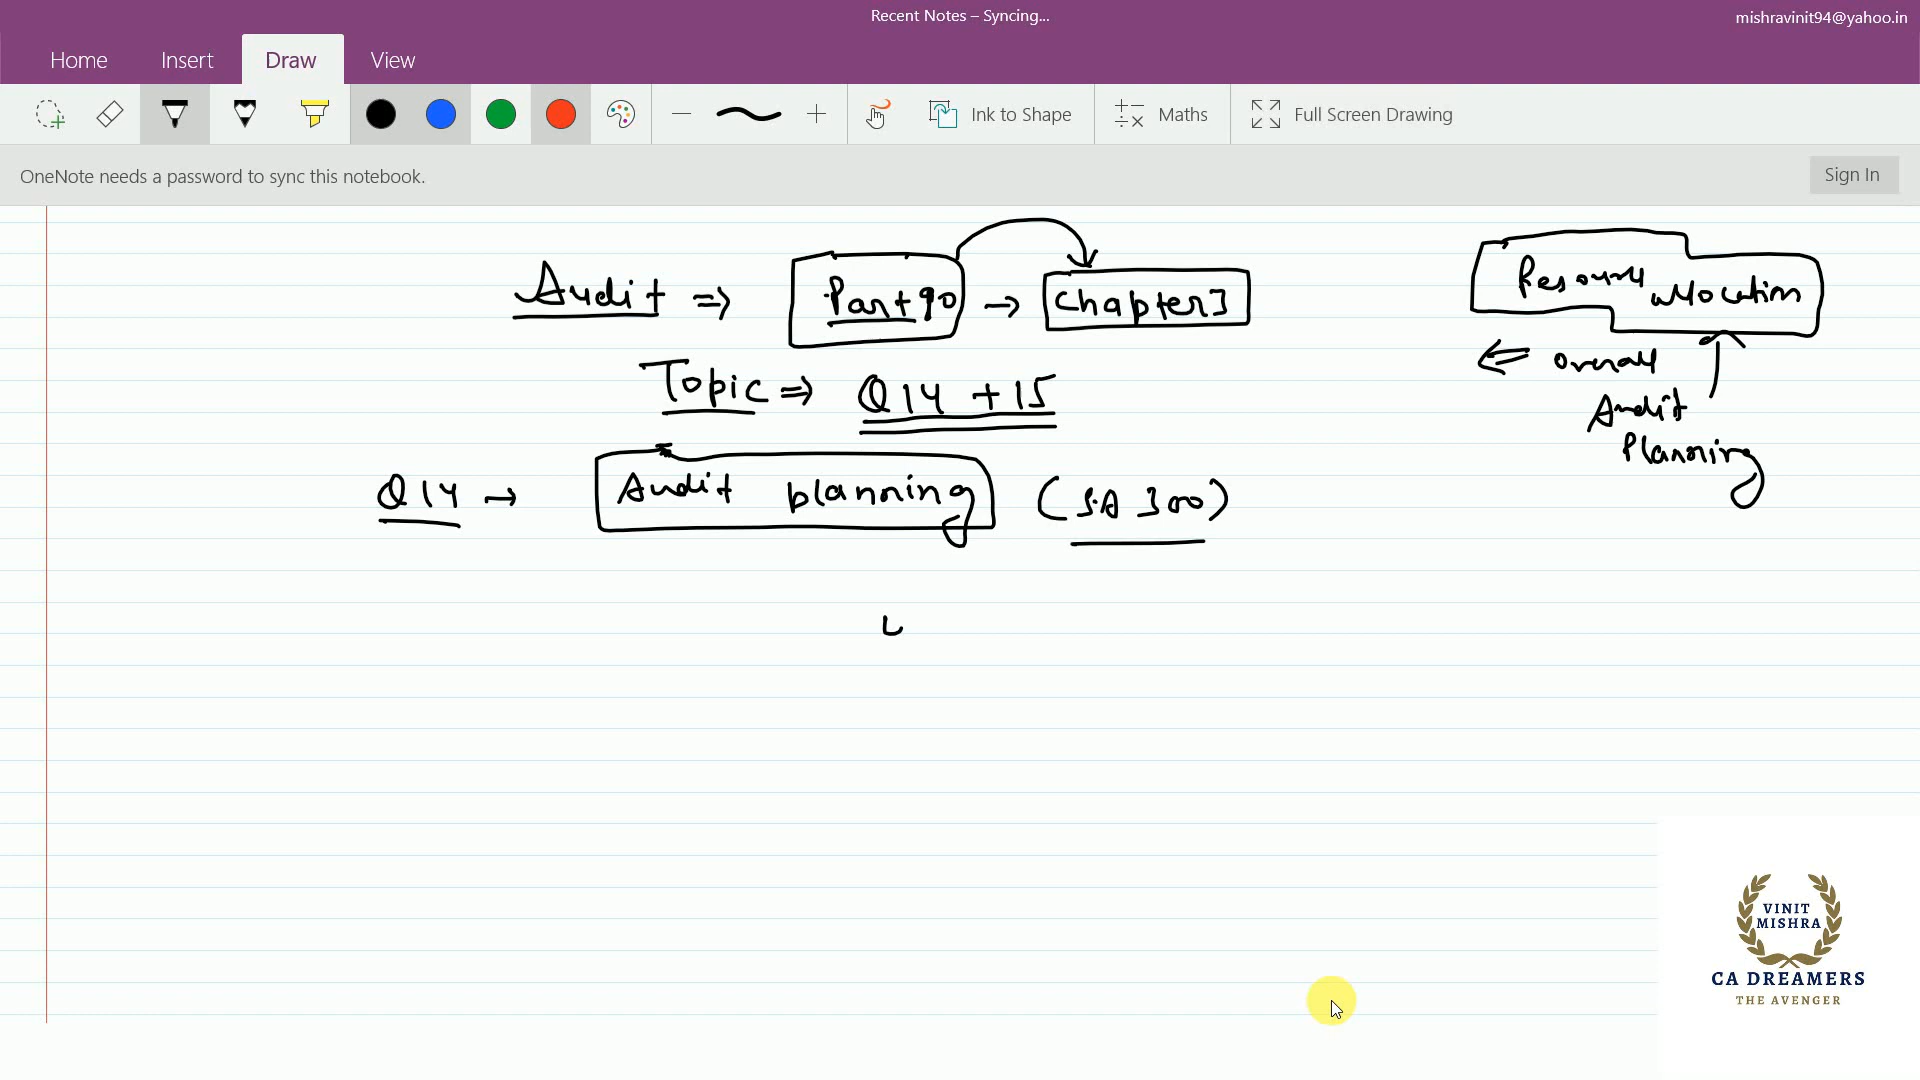 Recent Notes – Syncing...
mishravinit94@yahoo.in
Home Insert Draw View
Ink to Shape Maths Full Screen Drawing
OneNote needs a password to sync this notebook.
Sign In
Audit ⇒ Part 90 → Chapter 3
Topic ⇒ Q 14 + 15
Q 14 → Audit planning (SA 300)
Resource allocation
⇐ overall
Audit
Planning
VINIT
MISHRA
CA DREAMERS
THE AVENGER